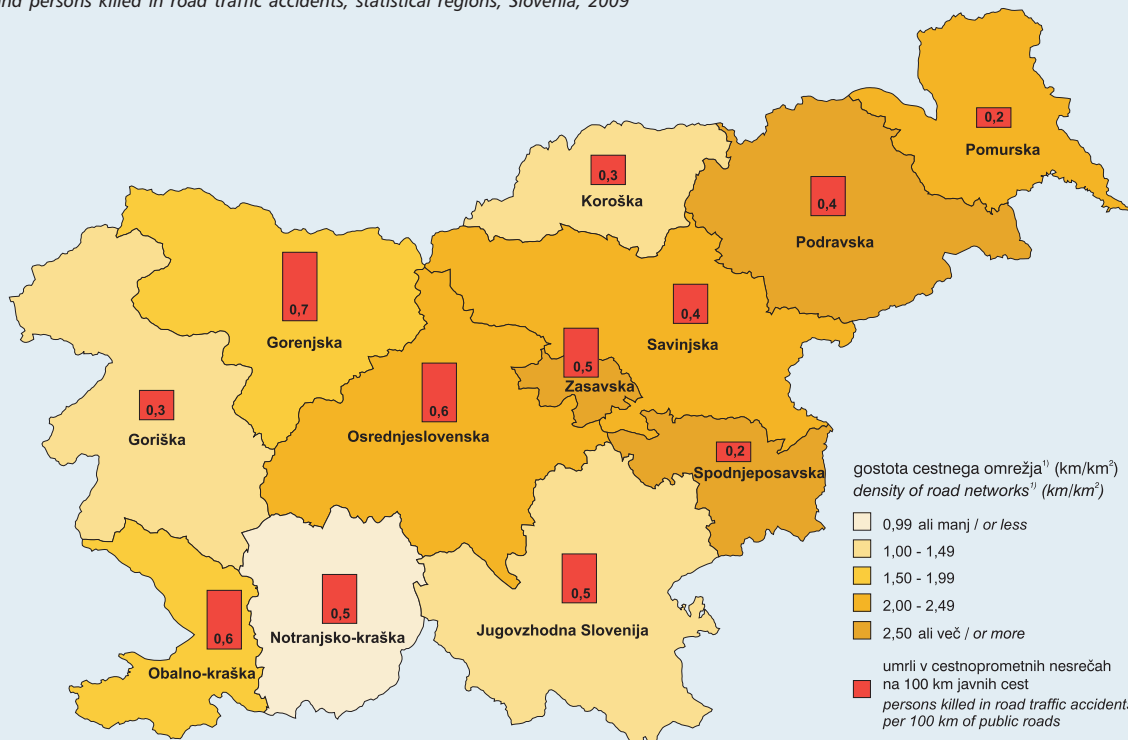 and persons killed in road traffic accidents, statistical regions, Slovenia, 2009
0,2
Pomurska
0,3
Koroška
0,4
Podravska
0,7
Gorenjska
0,4
Savinjska
0,5
Zasavska
0,3
Goriška
0,6
Osrednjeslovenska
0,2
Spodnjeposavska
0,5
Jugovzhodna Slovenija
0,5
Notranjsko-kraška
0,6
Obalno-kraška
gostota cestnega omrežja¹⁾ (km/km²)
density of road networks¹⁾ (km/km²)
0,99 ali manj / or less
1,00 - 1,49
1,50 - 1,99
2,00 - 2,49
2,50 ali več / or more
umrli v cestnoprometnih nesrečah
na 100 km javnih cest
persons killed in road traffic accidents
per 100 km of public roads